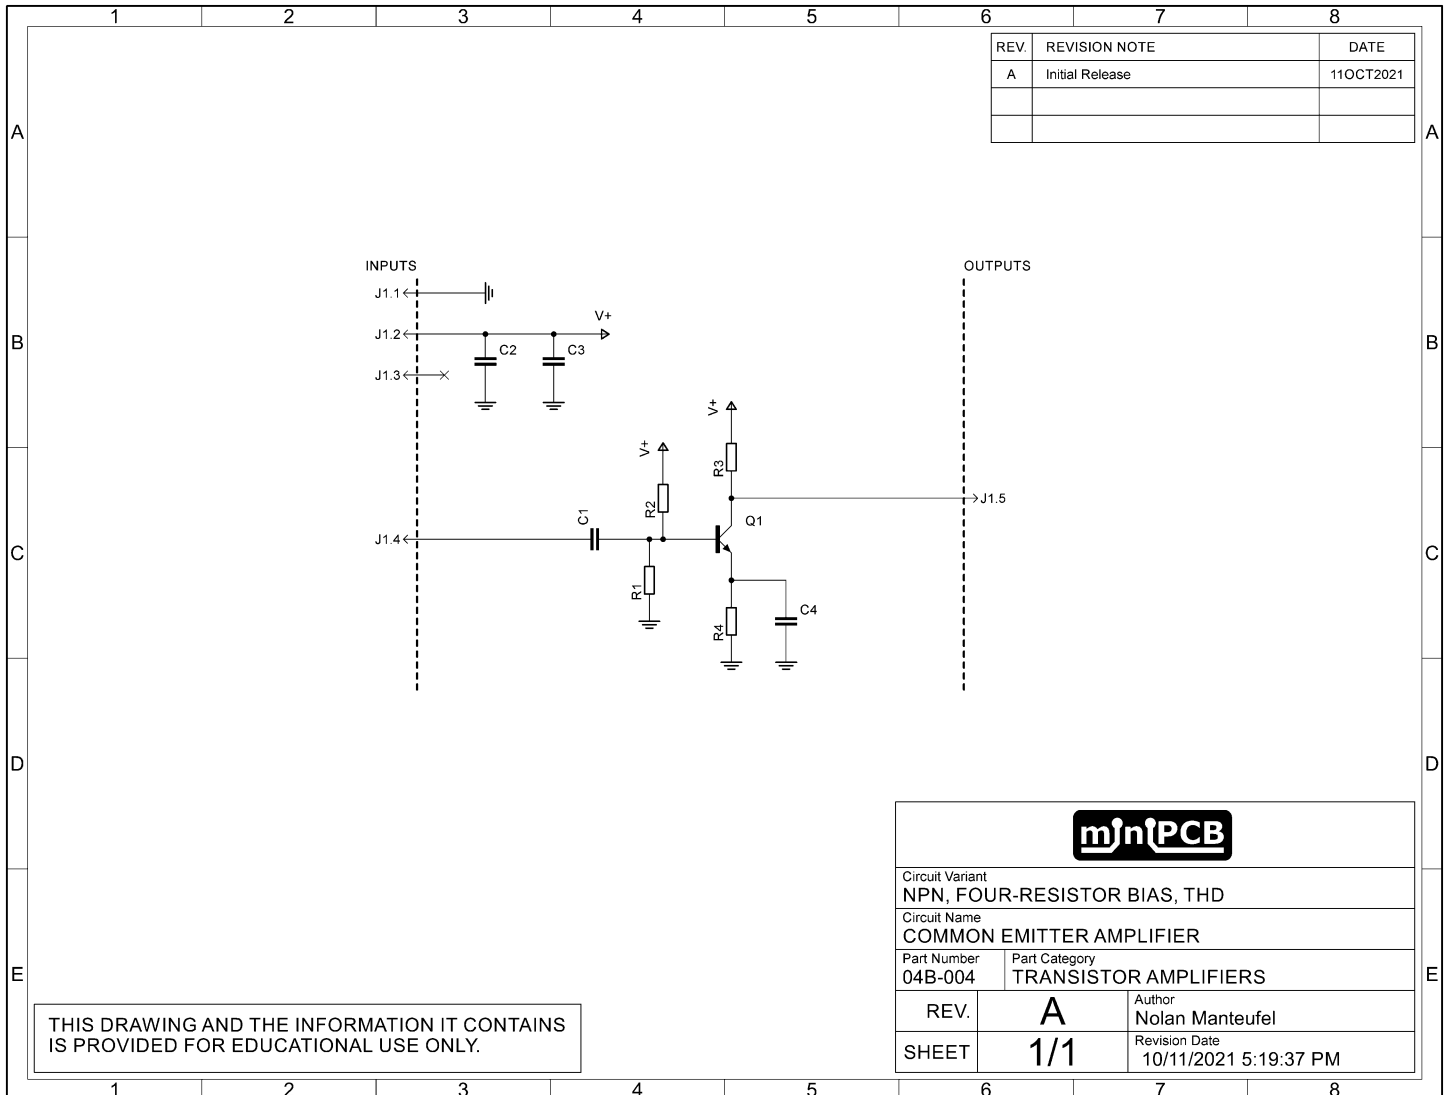 1 2 3 4 5 6 7 8
REV. REVISION NOTE DATE
A Initial Release 11OCT2021
A A
INPUTS OUTPUTS
J1.1
V+
J1.2
B B
C2 C3
J1.3
V+
V+
R3
R2
J1.5
C1
Q1
J1.4
C C
R1
C4
R4
D D
miniPCB
Circuit Variant
NPN, FOUR-RESISTOR BIAS, THD
Circuit Name
COMMON EMITTER AMPLIFIER
Part Number Part Category
04B-004 TRANSISTOR AMPLIFIERS
E E
REV. A Author
Nolan Manteufel
SHEET 1/1 Revision Date
10/11/2021 5:19:37 PM
THIS DRAWING AND THE INFORMATION IT CONTAINS
IS PROVIDED FOR EDUCATIONAL USE ONLY.
1 2 3 4 5 6 7 8